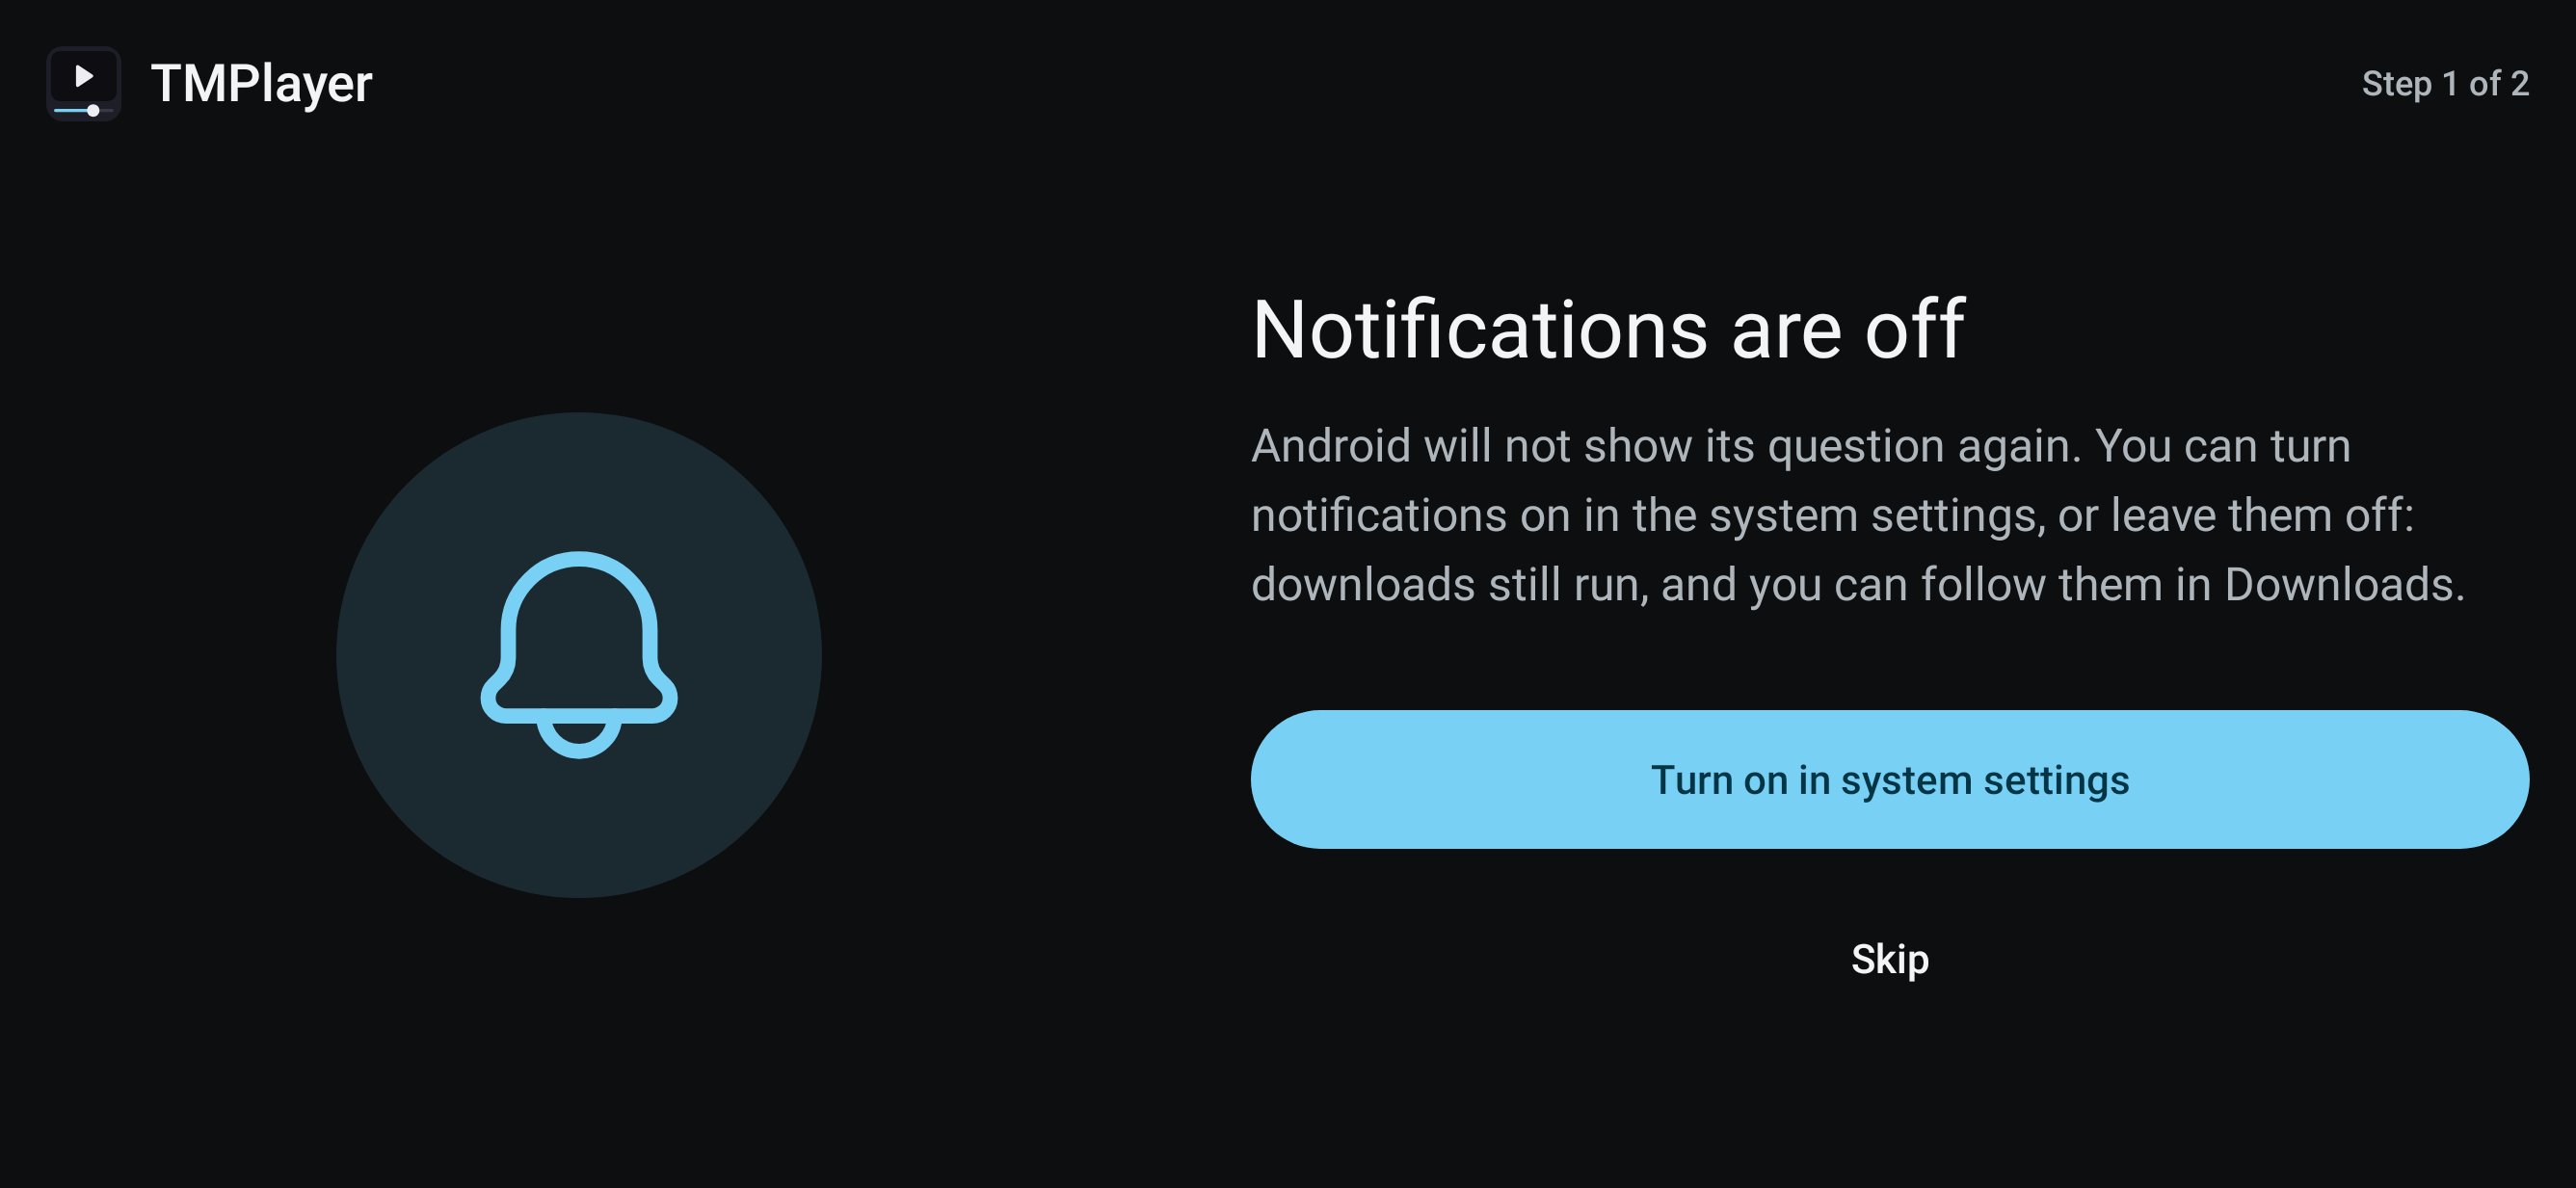 TMPlayer
Step 1 of 2
Notifications are off
Android will not show its question again. You can turn
notifications on in the system settings, or leave them off:
downloads still run, and you can follow them in Downloads.
Turn on in system settings
Skip